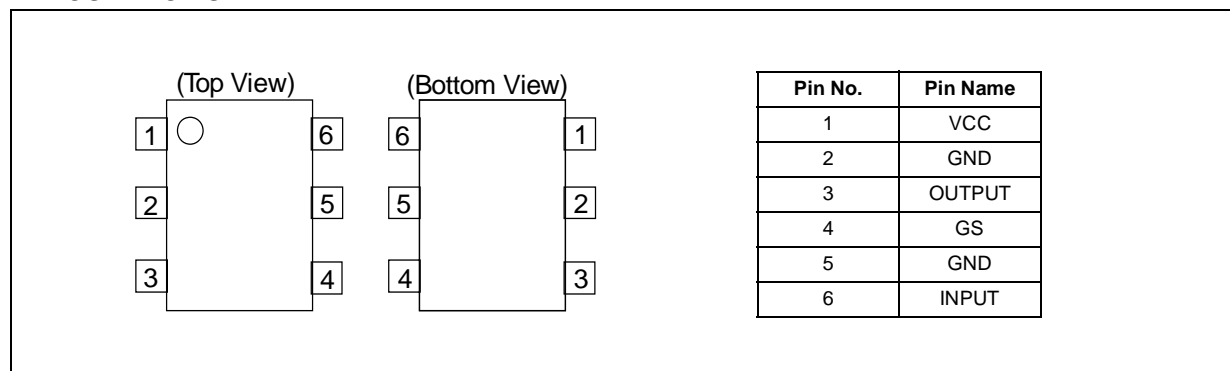 (Top View) (Bottom View)
1 6 6 1
2 5 5 2
3 4 4 3
Pin No. Pin Name
1 VCC
2 GND
3 OUTPUT
4 GS
5 GND
6 INPUT